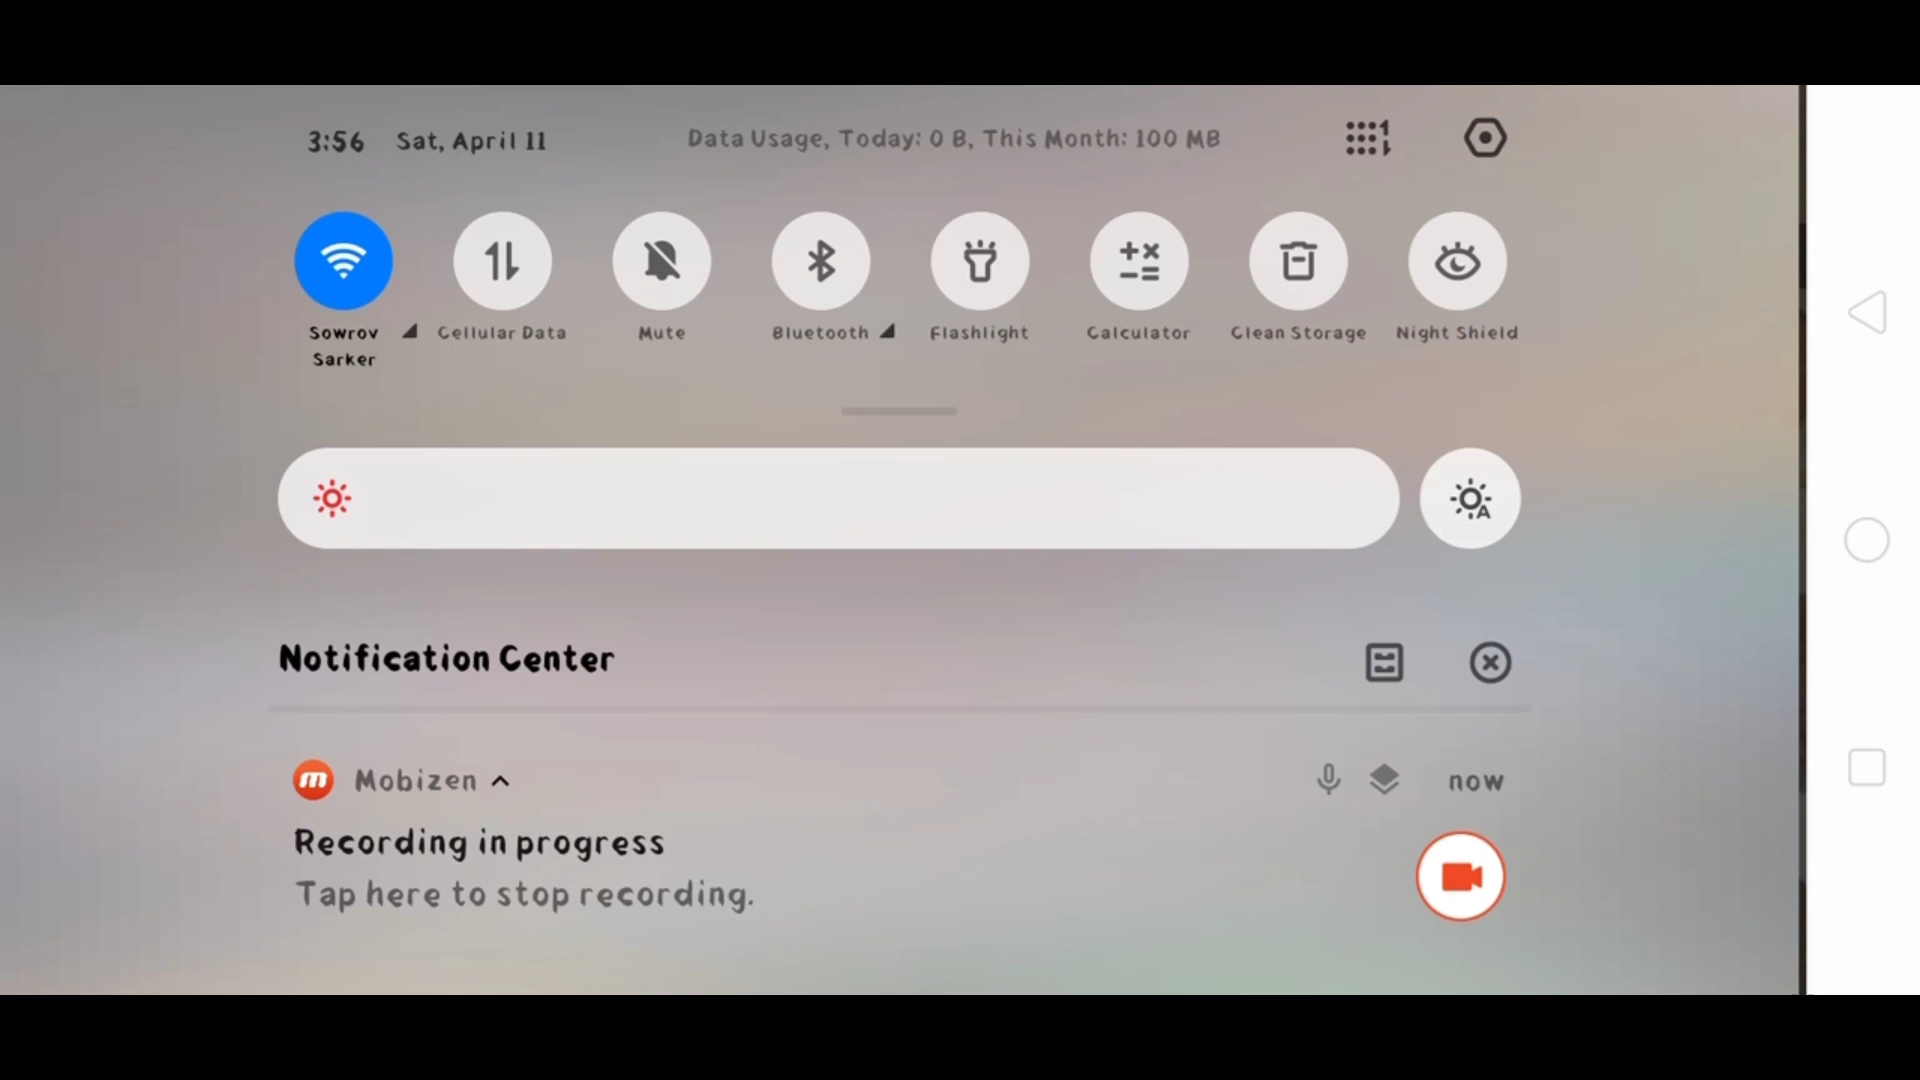 3:56 Sat, April 11 Data Usage, Today: 0 B, This Month: 100 MB
Sowrov Sarker
Cellular Data
Mute
Bluetooth
Flashlight
Calculator
Clean Storage
Night Shield
Notification Center
Mobizen now
Recording in progress
Tap here to stop recording.